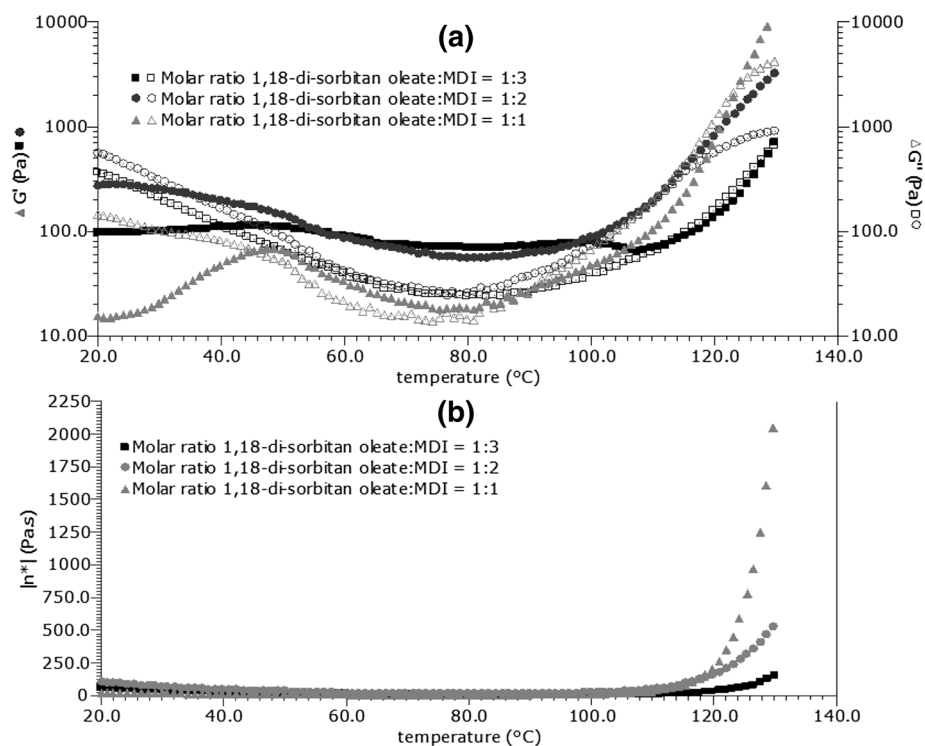 (a)
10000
1000
100.0
10.00
▲ G' (Pa) ■ ●
■ □ Molar ratio 1,18-di-sorbitan oleate:MDI = 1:3
● ○ Molar ratio 1,18-di-sorbitan oleate:MDI = 1:2
▲ △ Molar ratio 1,18-di-sorbitan oleate:MDI = 1:1
10000
1000
100.0
10.00
△ G'' (Pa) □ ○
20.0 40.0 60.0 80.0 100.0 120.0 140.0
temperature (°C)
(b)
2250
2000
1750
1500
1250
1000
750.0
500.0
250.0
0
|n*| (Pa.s)
■ Molar ratio 1,18-di-sorbitan oleate:MDI = 1:3
● Molar ratio 1,18-di-sorbitan oleate:MDI = 1:2
▲ Molar ratio 1,18-di-sorbitan oleate:MDI = 1:1
20.0 40.0 60.0 80.0 100.0 120.0 140.0
temperature (°C)